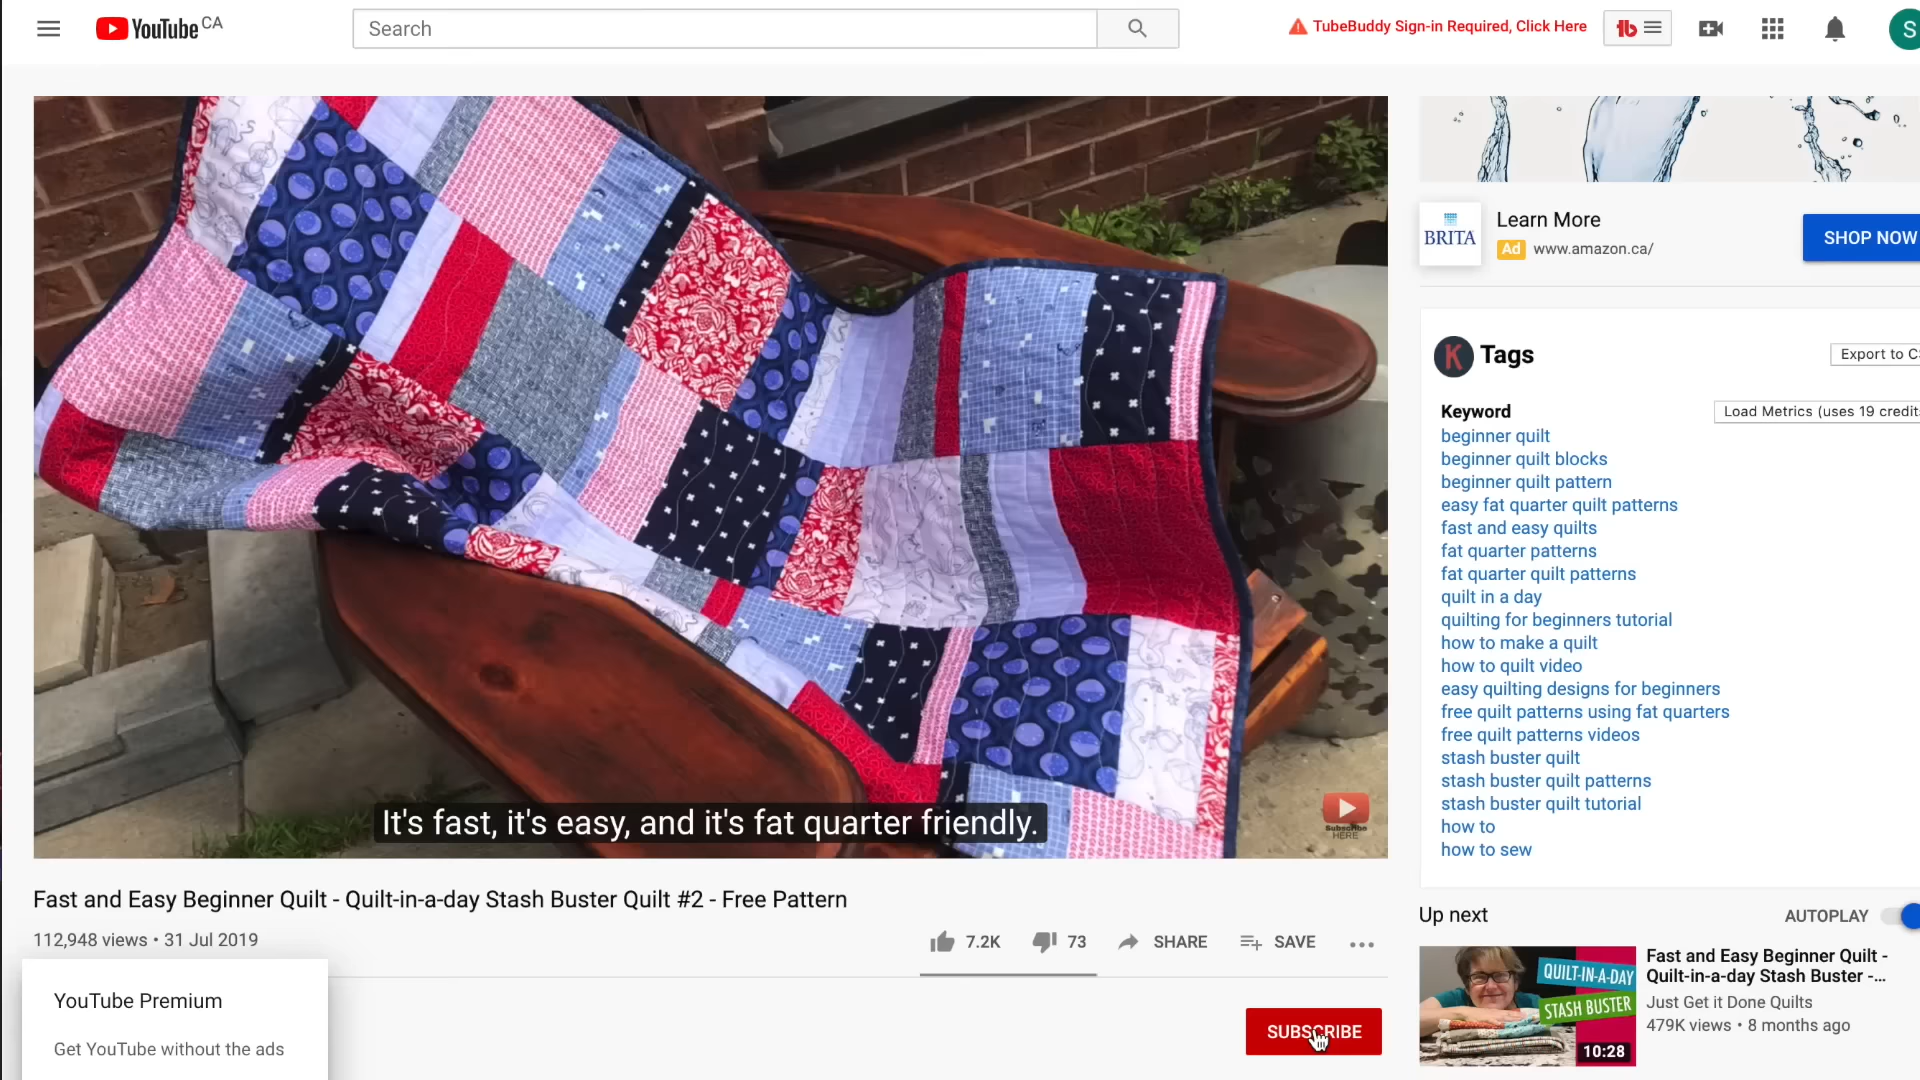 YouTube CA
Search
TubeBuddy Sign-in Required, Click Here
tb
S
Learn More
BRITA
Ad www.amazon.ca/
SHOP NOW
K Tags
Export to C
Keyword
Load Metrics (uses 19 credit
beginner quilt
beginner quilt blocks
beginner quilt pattern
easy fat quarter quilt patterns
fast and easy quilts
fat quarter patterns
fat quarter quilt patterns
quilt in a day
quilting for beginners tutorial
how to make a quilt
how to quilt video
easy quilting designs for beginners
free quilt patterns using fat quarters
free quilt patterns videos
stash buster quilt
stash buster quilt patterns
stash buster quilt tutorial
how to
how to sew
It's fast, it's easy, and it's fat quarter friendly.
Subscribe
HERE
Fast and Easy Beginner Quilt - Quilt-in-a-day Stash Buster Quilt #2 - Free Pattern
112,948 views • 31 Jul 2019
7.2K
73
SHARE
SAVE
YouTube Premium
Get YouTube without the ads
SUBSCRIBE
Up next
AUTOPLAY
QUILT-IN-A-DAY
STASH BUSTER
10:28
Fast and Easy Beginner Quilt -
Quilt-in-a-day Stash Buster -...
Just Get it Done Quilts
479K views • 8 months ago